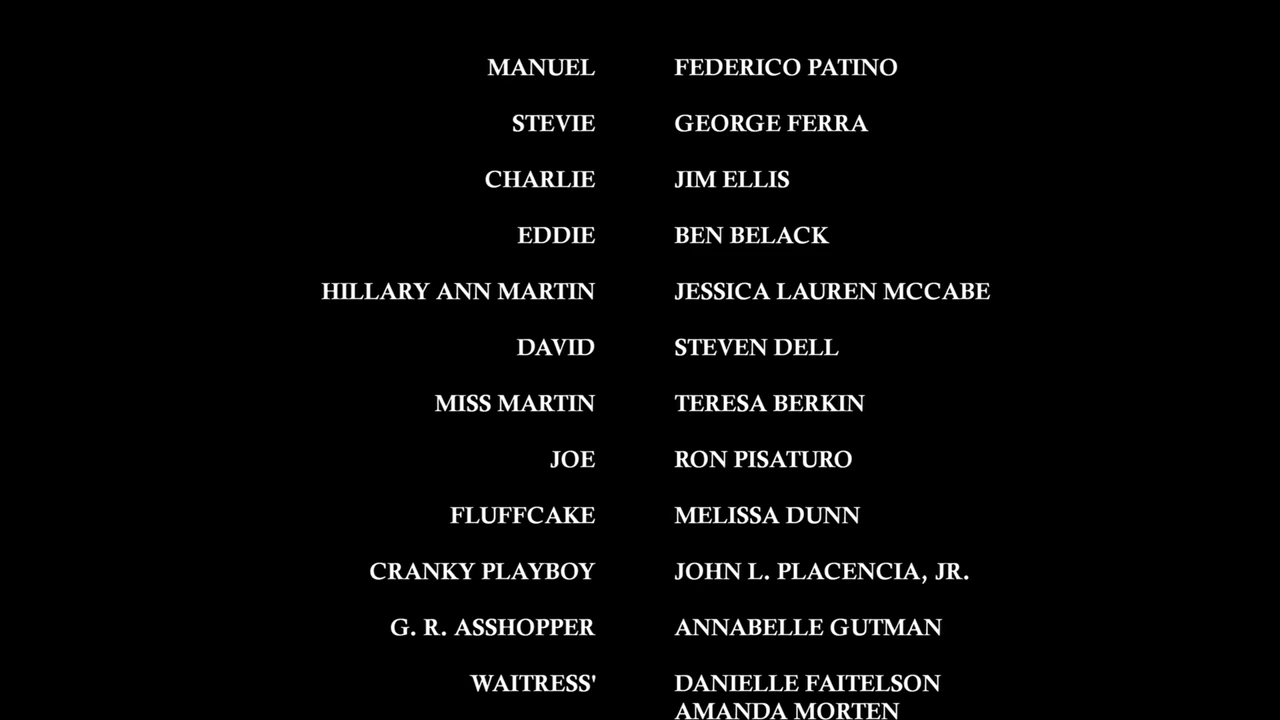 MANUEL FEDERICO PATINO
STEVIE GEORGE FERRA
CHARLIE JIM ELLIS
EDDIE BEN BELACK
HILLARY ANN MARTIN JESSICA LAUREN MCCABE
DAVID STEVEN DELL
MISS MARTIN TERESA BERKIN
JOE RON PISATURO
FLUFFCAKE MELISSA DUNN
CRANKY PLAYBOY JOHN L. PLACENCIA, JR.
G. R. ASSHOPPER ANNABELLE GUTMAN
WAITRESS' DANIELLE FAITELSON
AMANDA MORTEN